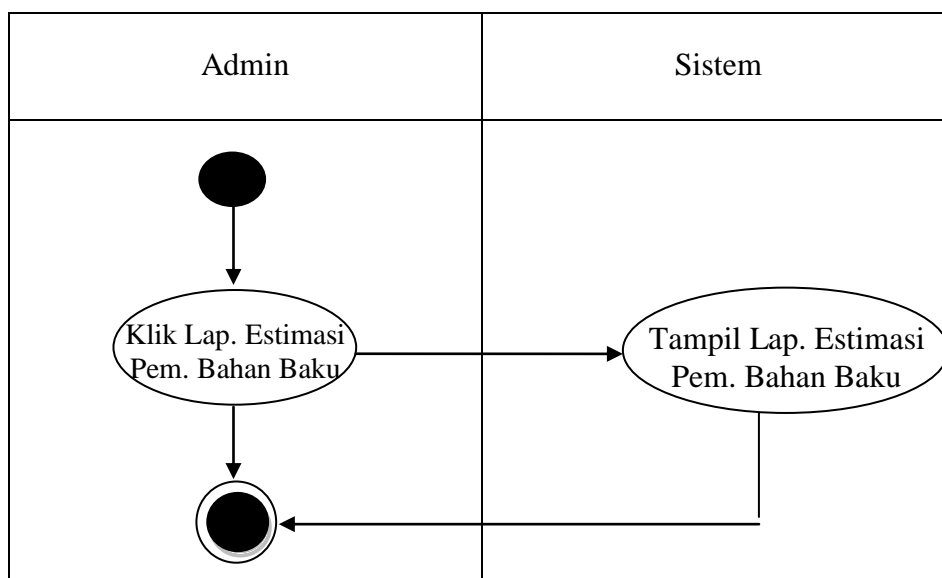 Admin
Sistem
Klik Lap. Estimasi
Pem. Bahan Baku
Tampil Lap. Estimasi
Pem. Bahan Baku